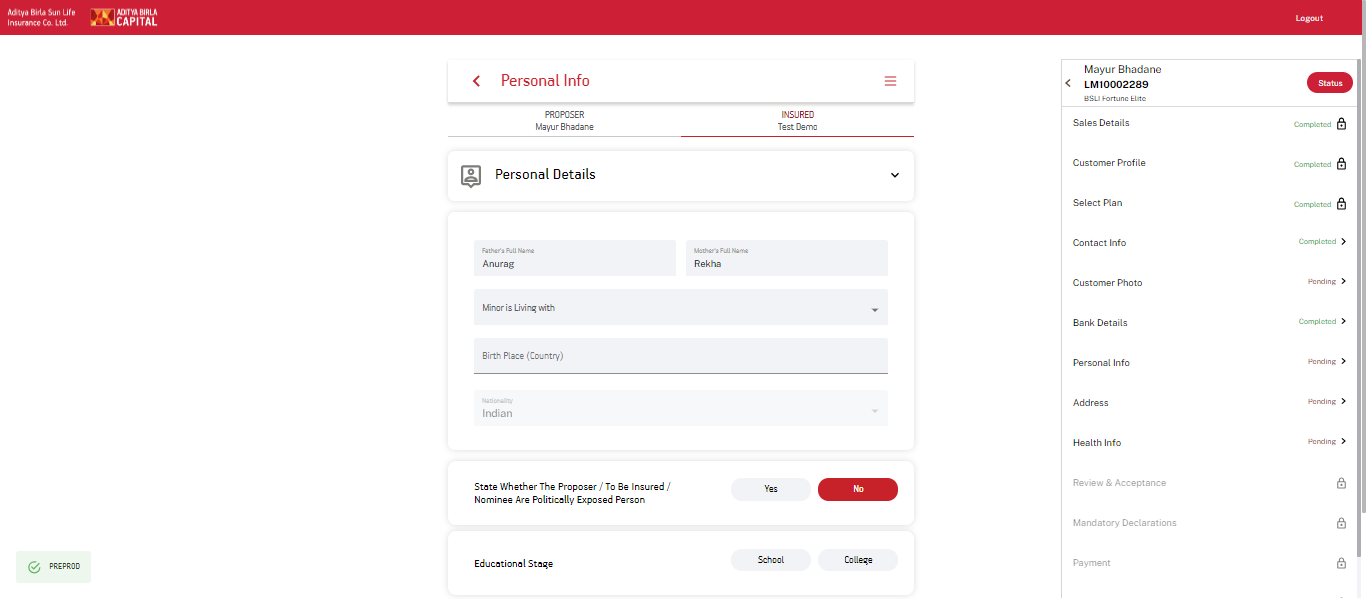 Aditya Birla Sun Life
Insurance Co. Ltd.
ADITYA BIRLA
CAPITAL
Logout
Personal Info
PROPOSER
Mayur Bhadane
INSURED
Test Demo
Personal Details
Father's Full Name
Anurag
Mother's Full Name
Rekha
Minor is Living with
Birth Place (Country)
Nationality
Indian
State Whether The Proposer / To Be Insured /
Nominee Are Politically Exposed Person
Yes
No
Educational Stage
School
College
PREPROD
Mayur Bhadane
LM10002289
BSLI Fortune Elite
Status
Sales Details
Completed
Customer Profile
Completed
Select Plan
Completed
Contact Info
Completed
Customer Photo
Pending
Bank Details
Completed
Personal Info
Pending
Address
Pending
Health Info
Pending
Review & Acceptance
Mandatory Declarations
Payment